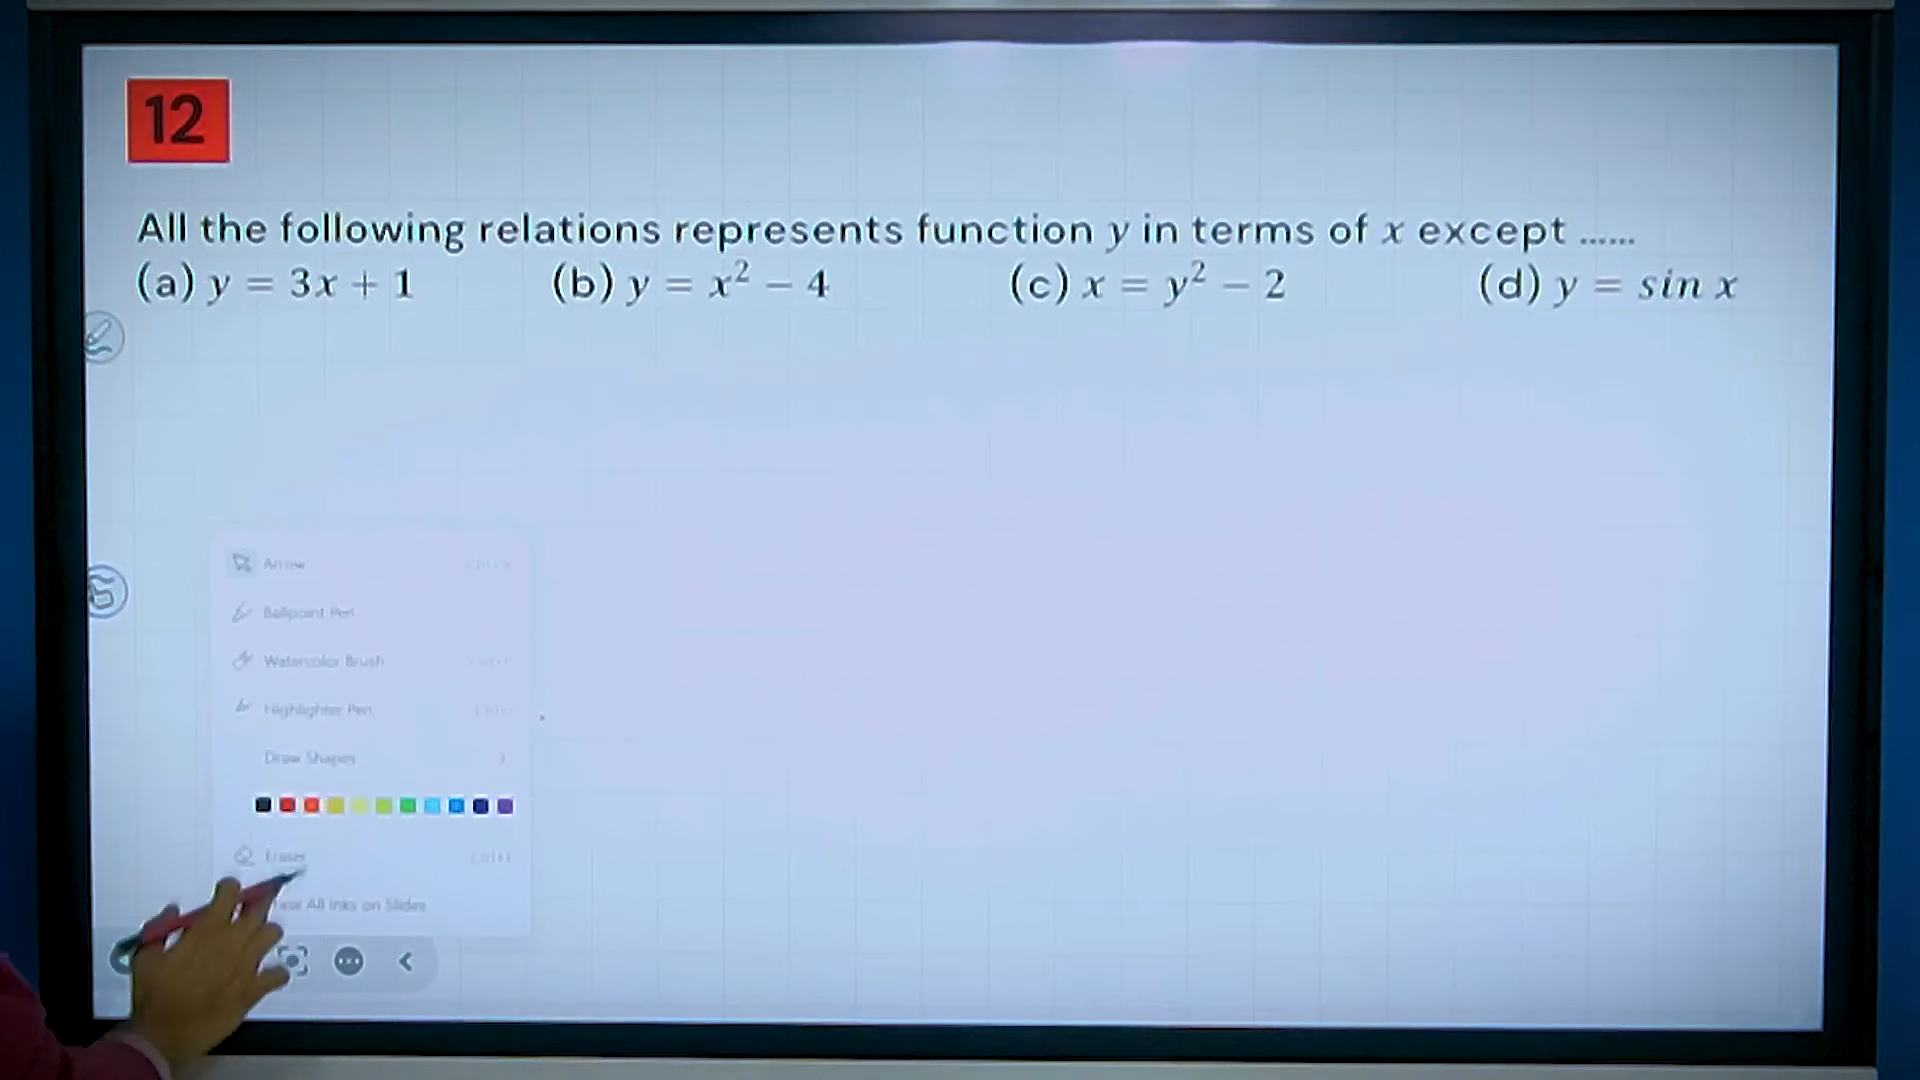 12
All the following relations represents function y in terms of x except ......
(a) y = 3x + 1 (b) y = x² − 4 (c) x = y² − 2 (d) y = sin x
Arrow
Ballpoint Pen
Watercolor Brush
Highlighter Pen
Draw Shapes
Eraser
All Inks on Slides